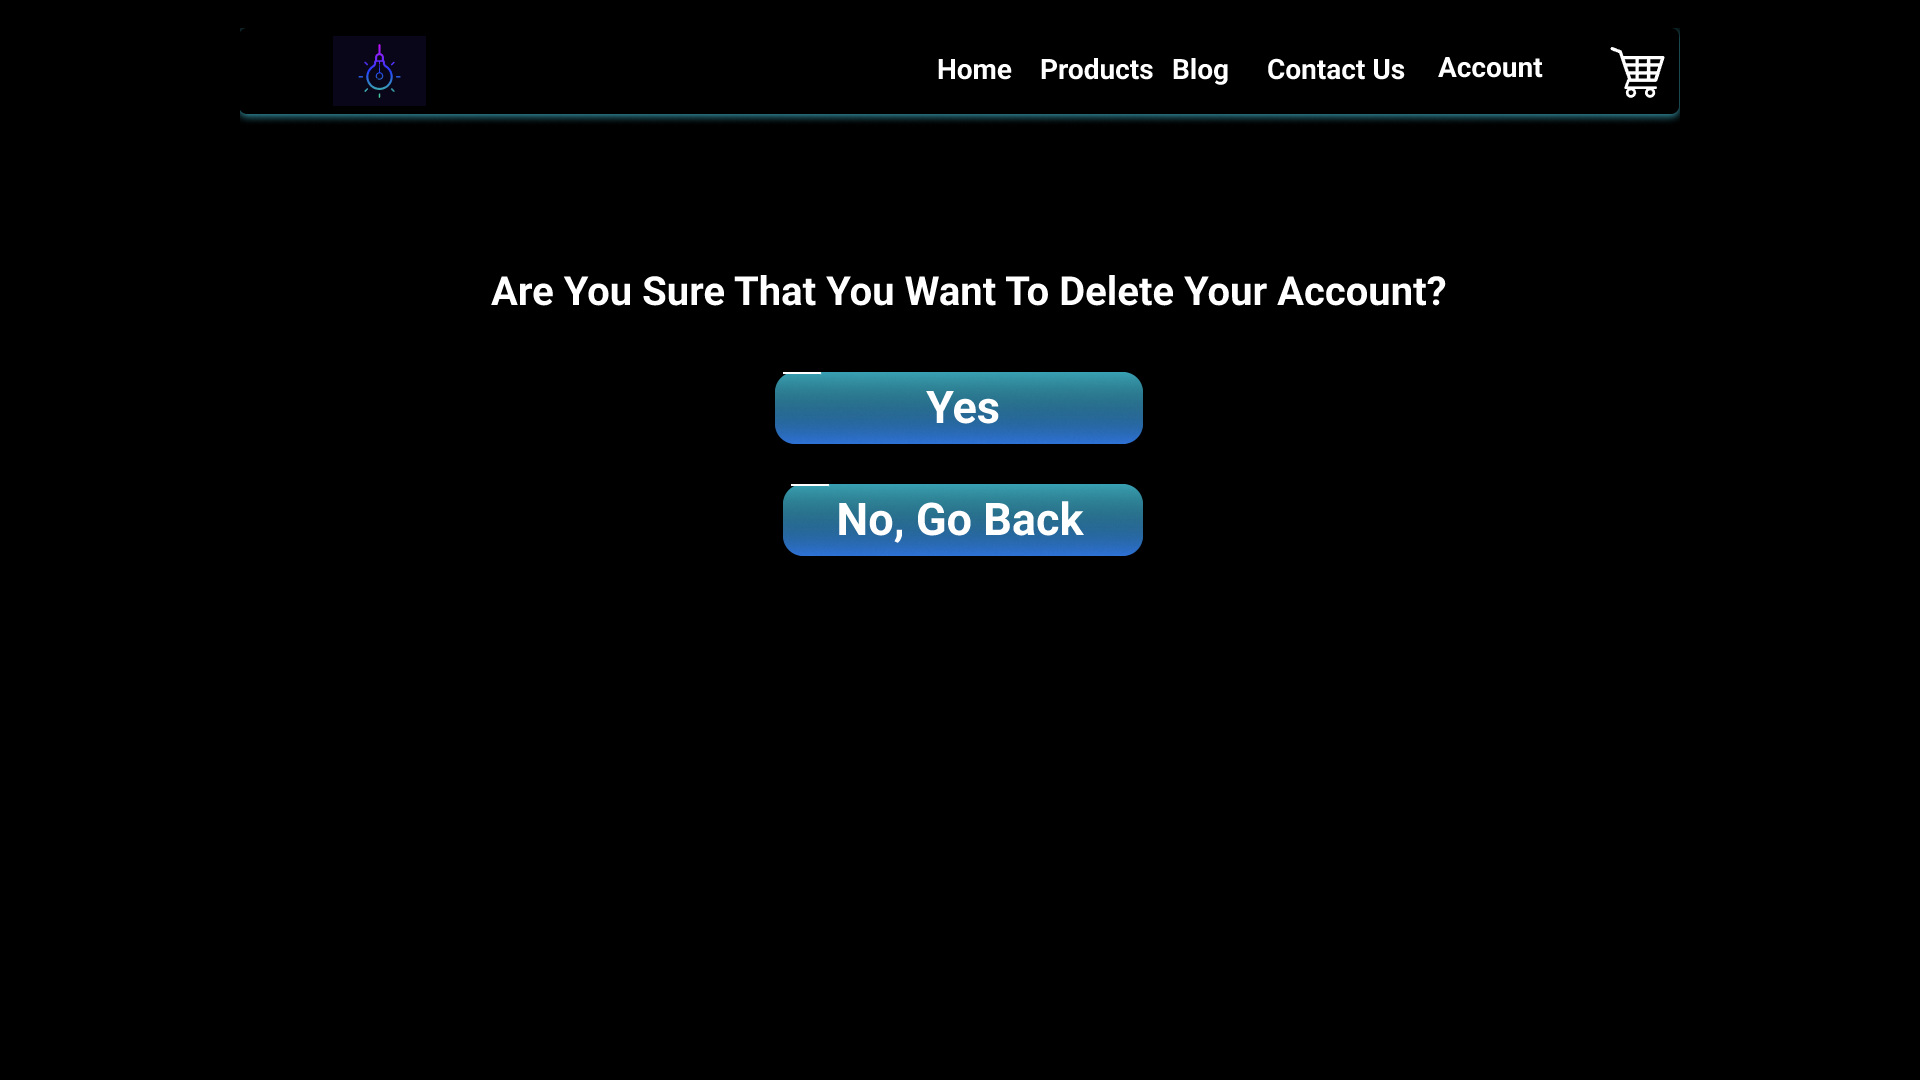 Home Products Blog Contact Us Account
Are You Sure That You Want To Delete Your Account?
Yes
No, Go Back